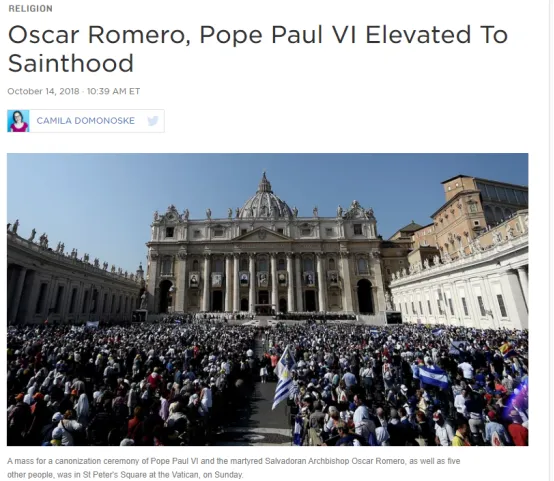 RELIGION
Oscar Romero, Pope Paul VI Elevated To
Sainthood
October 14, 2018 · 10:39 AM ET
CAMILA DOMONOSKE
A mass for a canonization ceremony of Pope Paul VI and the martyred Salvadoran Archbishop Oscar Romero, as well as five
other people, was in St Peter's Square at the Vatican, on Sunday.